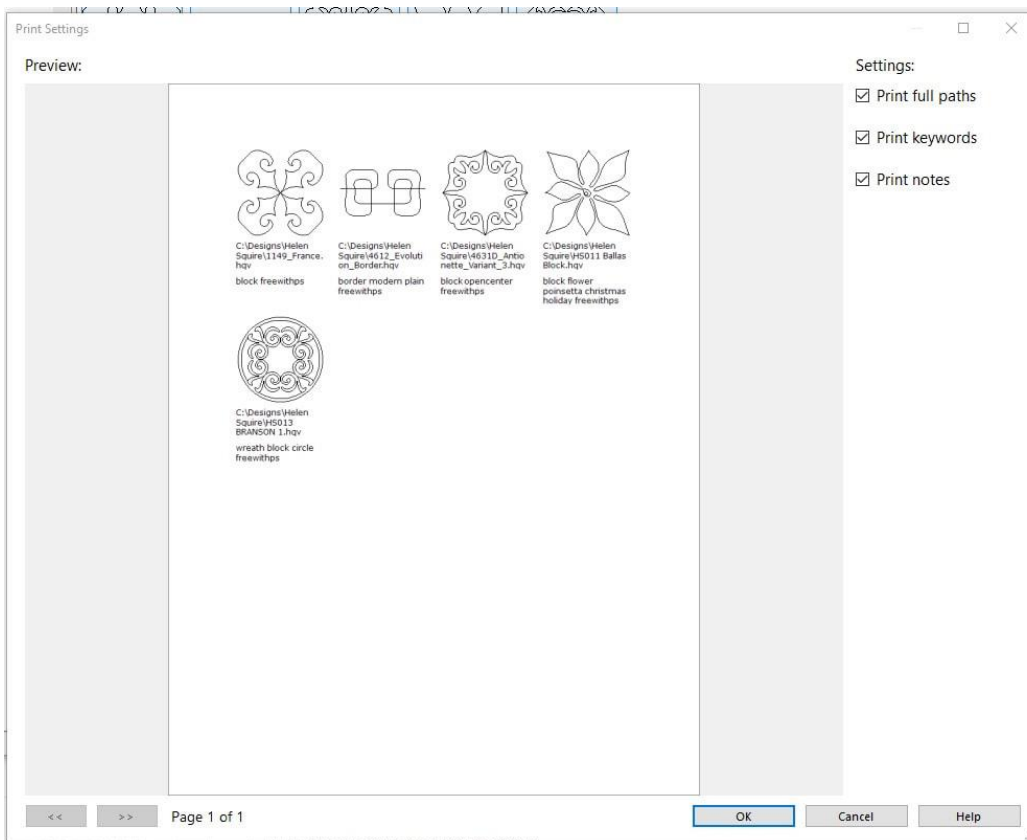 Print Settings
Preview:
Settings:
Print full paths
Print keywords
Print notes
C:\Designs\Helen
Squire\1149_France.
hqv
block freewithps
C:\Designs\Helen
Squire\4612_Evoluti
on_Border.hqv
border modern plain
freewithps
C:\Designs\Helen
Squire\4631D_Antio
nette_Variant_3.hqv
block opencenter
freewithps
C:\Designs\Helen
Squire\HS011 Ballas
Block.hqv
block flower
poinsetta christmas
holiday freewithps
C:\Designs\Helen
Squire\HS013
BRANSON 1.hqv
wreath block circle
freewithps
<< >> Page 1 of 1 OK Cancel Help